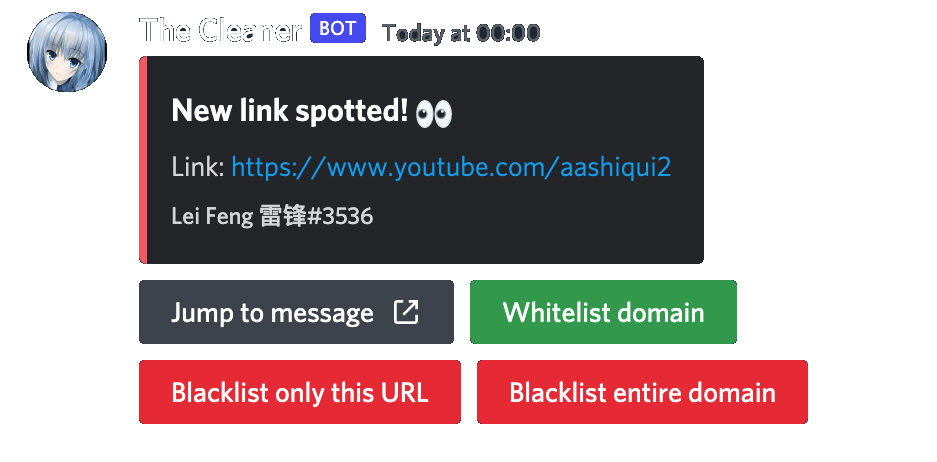 The Cleaner BOT Today at 00:00
New link spotted! 👀
Link: https://www.youtube.com/aashiqui2
Lei Feng 雷锋#3536
Jump to message Whitelist domain
Blacklist only this URL Blacklist entire domain